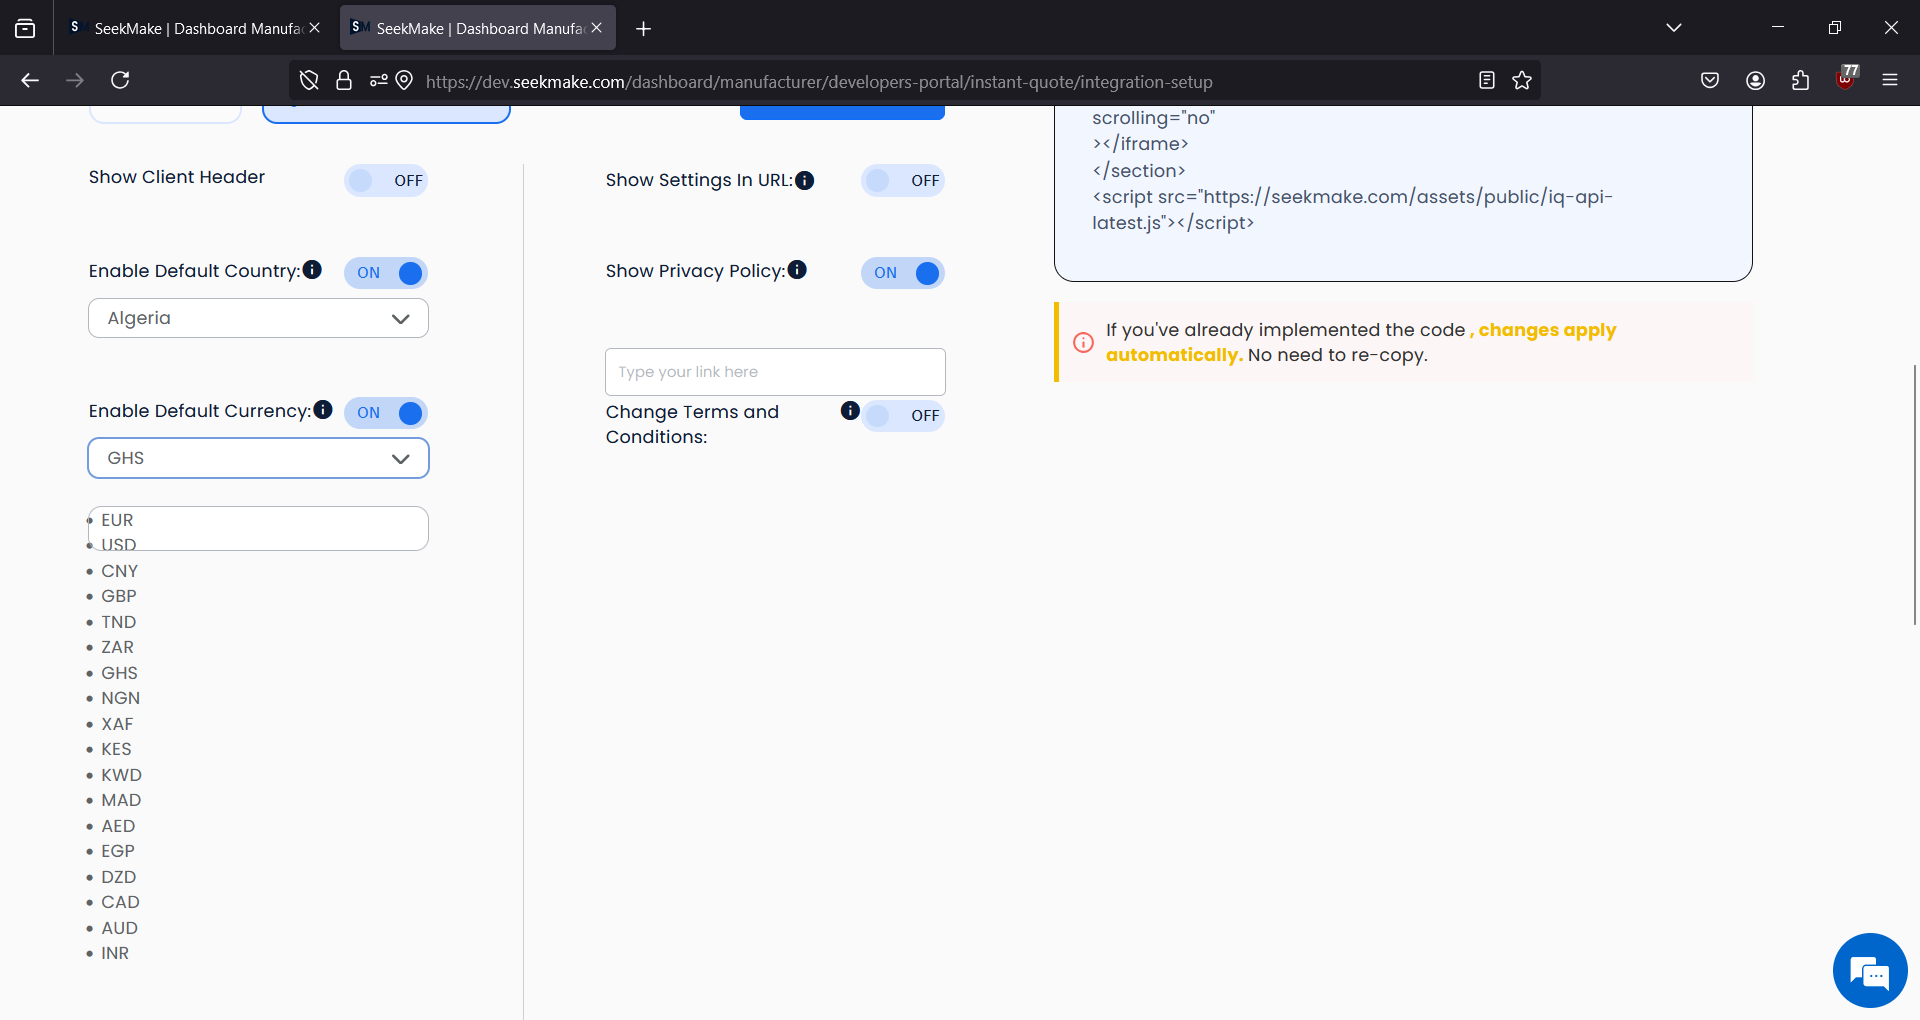 SeekMake | Dashboard Manufac
SeekMake | Dashboard Manufac
https://dev.seekmake.com/dashboard/manufacturer/developers-portal/instant-quote/integration-setup
77
Show Client Header
OFF
Enable Default Country:
ON
Algeria
Enable Default Currency:
ON
GHS
EUR
USD
CNY
GBP
TND
ZAR
GHS
NGN
XAF
KES
KWD
MAD
AED
EGP
DZD
CAD
AUD
INR
Show Settings In URL:
OFF
Show Privacy Policy:
ON
Type your link here
Change Terms and
Conditions:
OFF
scrolling="no"
></iframe>
</section>
<script src="https://seekmake.com/assets/public/iq-api-
latest.js"></script>
If you've already implemented the code , changes apply
automatically. No need to re-copy.